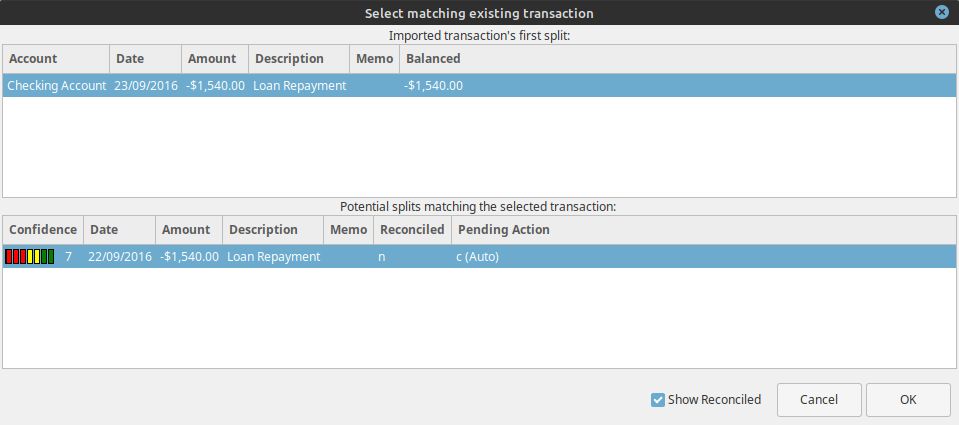 Select matching existing transaction
Imported transaction's first split:
Account Date Amount Description Memo Balanced
Checking Account 23/09/2016 -$1,540.00 Loan Repayment -$1,540.00
Potential splits matching the selected transaction:
Confidence Date Amount Description Memo Reconciled Pending Action
7 22/09/2016 -$1,540.00 Loan Repayment n c (Auto)
Show Reconciled Cancel OK